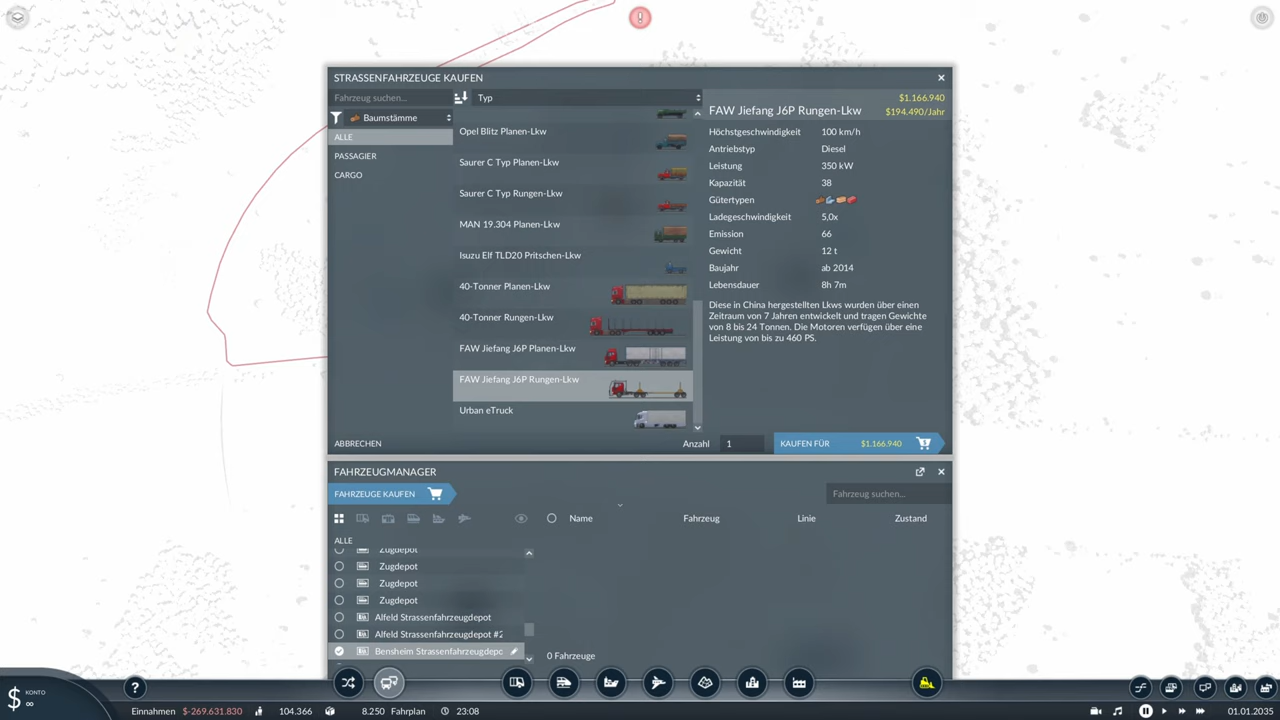 STRASSENFAHRZEUGE KAUFEN
Fahrzeug suchen...
Typ
Baumstämme
ALLE
PASSAGIER
CARGO
Opel Blitz Planen-Lkw
Saurer C Typ Planen-Lkw
Saurer C Typ Rungen-Lkw
MAN 19.304 Planen-Lkw
Isuzu Elf TLD20 Pritschen-Lkw
40-Tonner Planen-Lkw
40-Tonner Rungen-Lkw
FAW Jiefang J6P Planen-Lkw
FAW Jiefang J6P Rungen-Lkw
Urban eTruck
$1.166.940
FAW Jiefang J6P Rungen-Lkw
$194.490/Jahr
Höchstgeschwindigkeit 100 km/h
Antriebstyp Diesel
Leistung 350 kW
Kapazität 38
Gütertypen
Ladegeschwindigkeit 5,0x
Emission 66
Gewicht 12 t
Baujahr ab 2014
Lebensdauer 8h 7m
Diese in China hergestellten Lkws wurden über einen
Zeitraum von 7 Jahren entwickelt und tragen Gewichte
von 8 bis 24 Tonnen. Die Motoren verfügen über eine
Leistung von bis zu 460 PS.
ABBRECHEN
Anzahl 1
KAUFEN FÜR $1.166.940
FAHRZEUGMANAGER
FAHRZEUGE KAUFEN
Fahrzeug suchen...
Name Fahrzeug Linie Zustand
ALLE
Zugdepot
Zugdepot
Zugdepot
Zugdepot
Alfeld Strassenfahrzeugdepot
Alfeld Strassenfahrzeugdepot #2
Bensheim Strassenfahrzeugdepo
0 Fahrzeuge
$ KONTO
∞
?
Einnahmen $-269.631.830 104.366 8.250 Fahrplan 23:08 01.01.2035